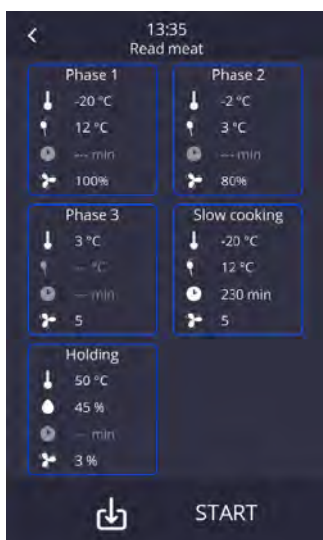 13:35
Read meat
Phase 1
-20 °C
12 °C
--- min
100%
Phase 2
-2 °C
3 °C
--- min
80%
Phase 3
3 °C
-- °C
--- min
5
Slow cooking
-20 °C
12 °C
230 min
5
Holding
50 °C
45 %
-- min
3 %
START